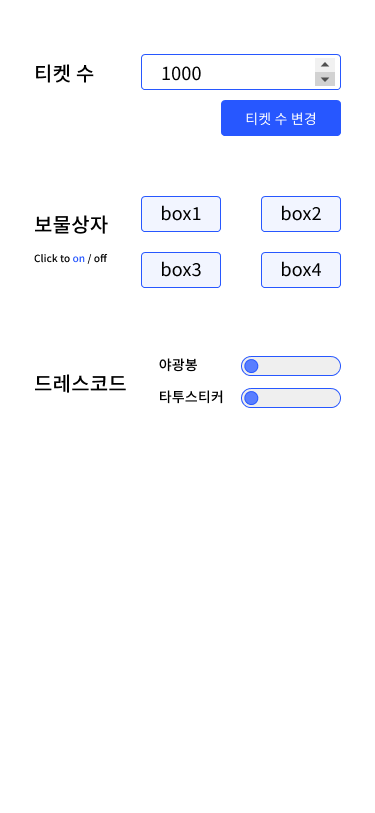 티켓 수
1000
티켓 수 변경
보물상자
Click to on / off
box1
box2
box3
box4
드레스코드
야광봉
타투스티커